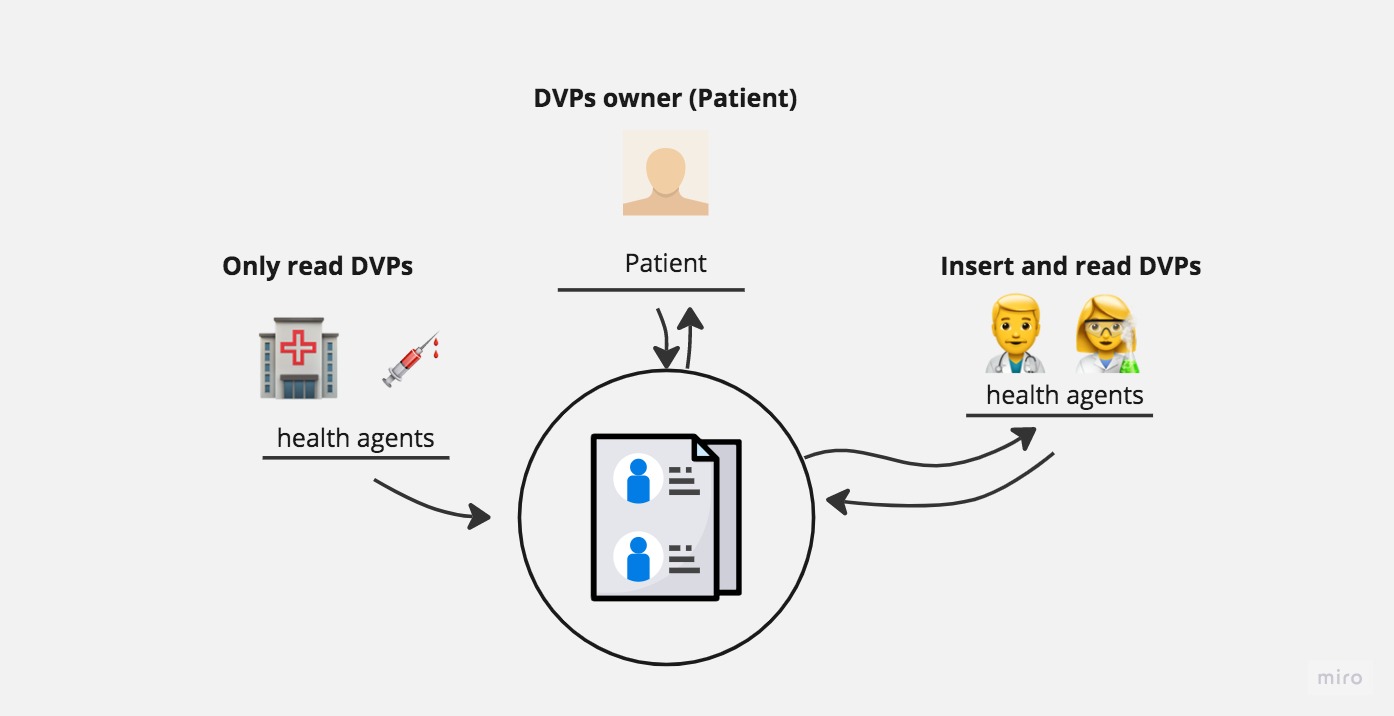 DVPs owner (Patient)
Patient
Only read DVPs
health agents
Insert and read DVPs
health agents
miro